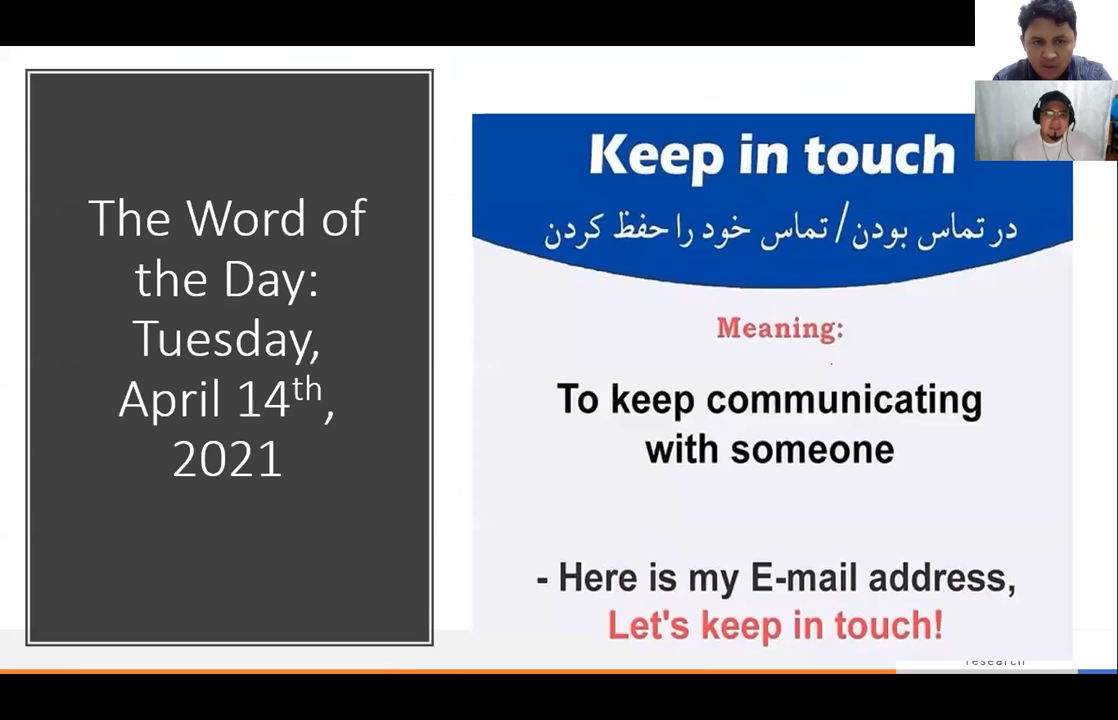 The Word of
the Day:
Tuesday,
April 14th,
2021
Keep in touch
در تماس بودن/ تماس خود را حفظ کردن
Meaning:
To keep communicating
with someone
- Here is my E-mail address,
Let's keep in touch!
research